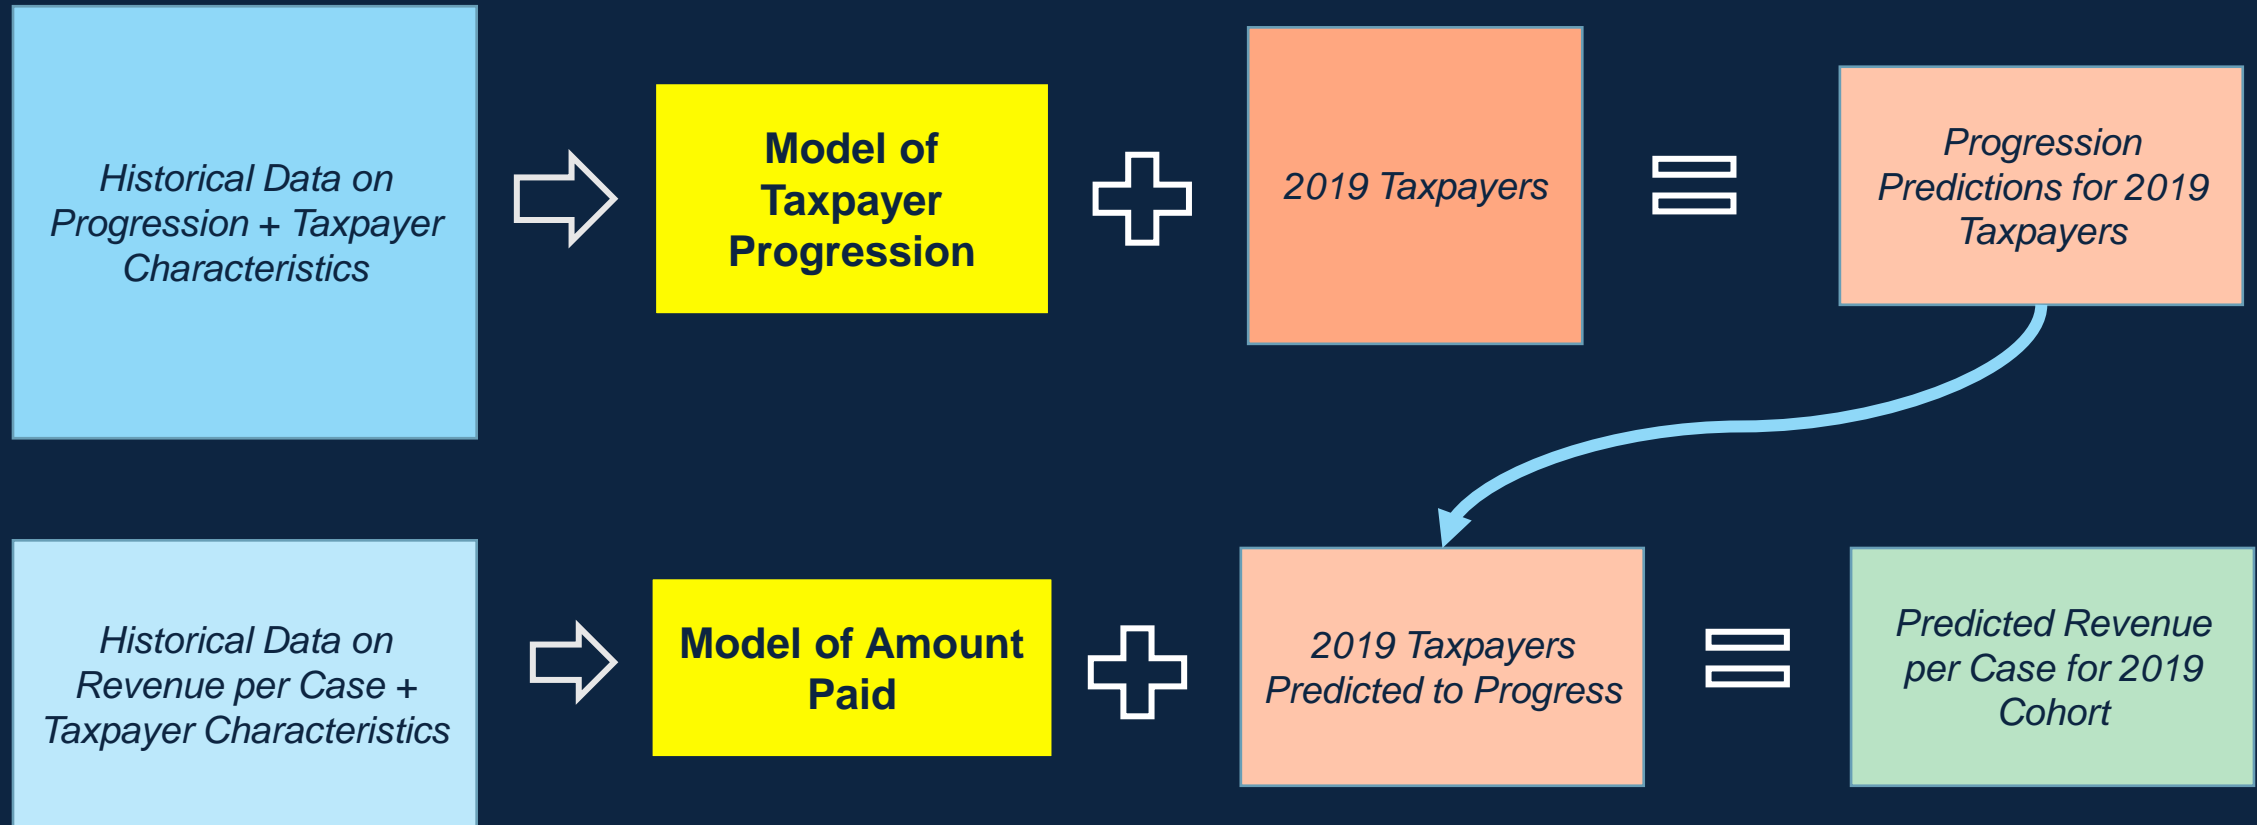 Historical Data on
Progression + Taxpayer
Characteristics
Model of
Taxpayer
Progression
2019 Taxpayers
Progression
Predictions for 2019
Taxpayers
Historical Data on
Revenue per Case +
Taxpayer Characteristics
Model of Amount
Paid
2019 Taxpayers
Predicted to Progress
Predicted Revenue
per Case for 2019
Cohort